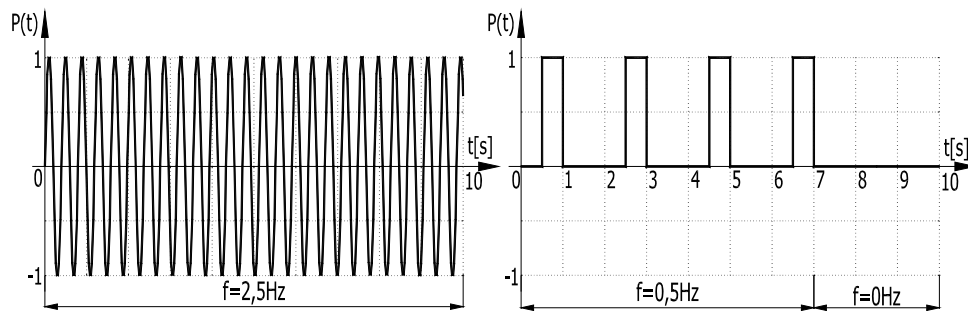 P(t)
1
t[s]
0
10
-1
f=2,5Hz
P(t)
1
t[s]
0 1 2 3 4 5 6 7 8 9 10
-1
f=0,5Hz f=0Hz